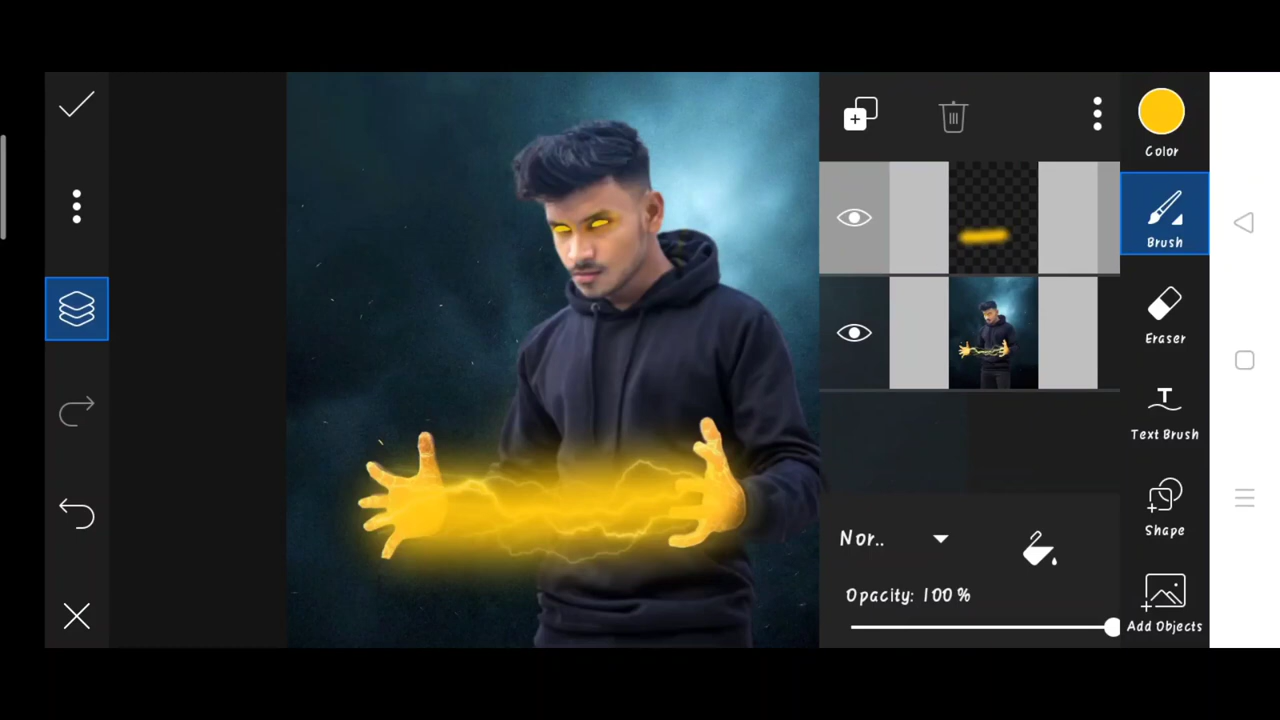 Color
Brush
Eraser
Text Brush
Shape
Nor..
Opacity: 100%
Add Objects